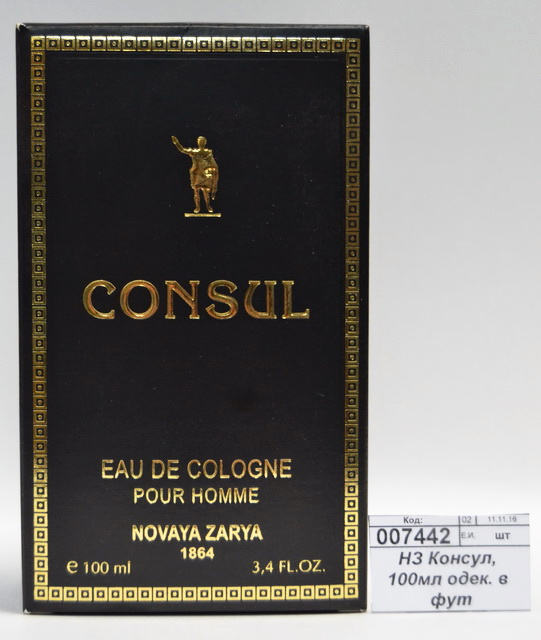 CONSUL
EAU DE COLOGNE
POUR HOMME
NOVAYA ZARYA
1864
e 100 ml 3,4 FL.OZ.
Код: 02 11.11.16
007442 Е.И. шт
НЗ Консул,
100мл одек. в
фут